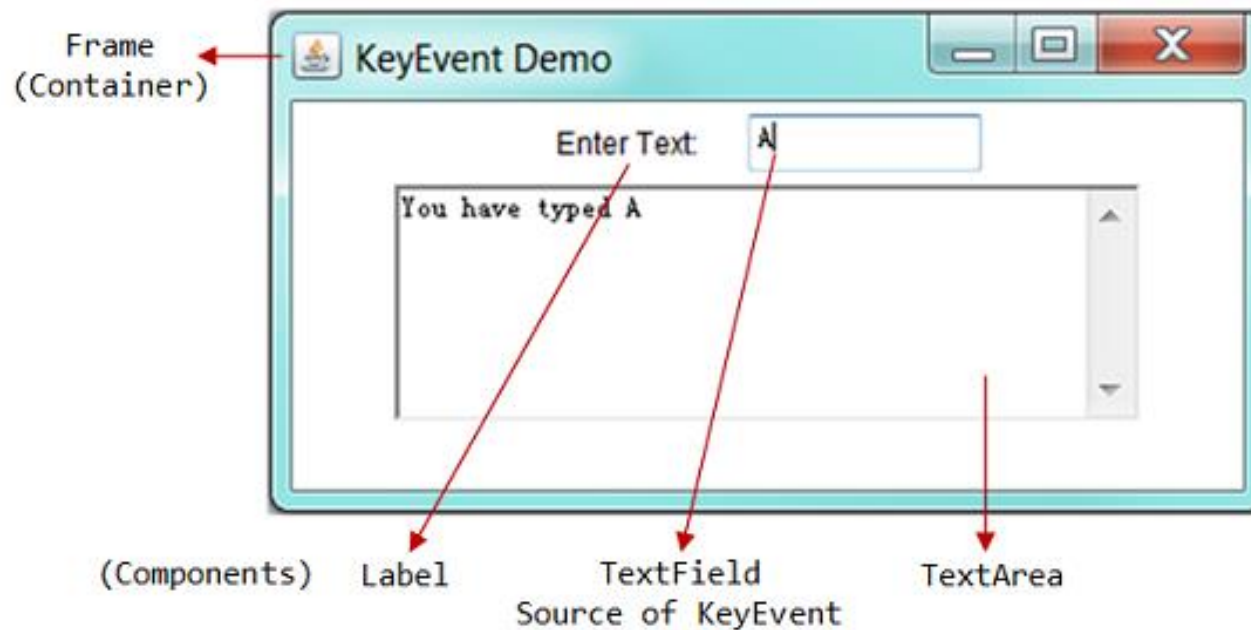 Frame
(Container)
KeyEvent Demo
Enter Text:
A
You have typed A
(Components) Label TextField TextArea
Source of KeyEvent